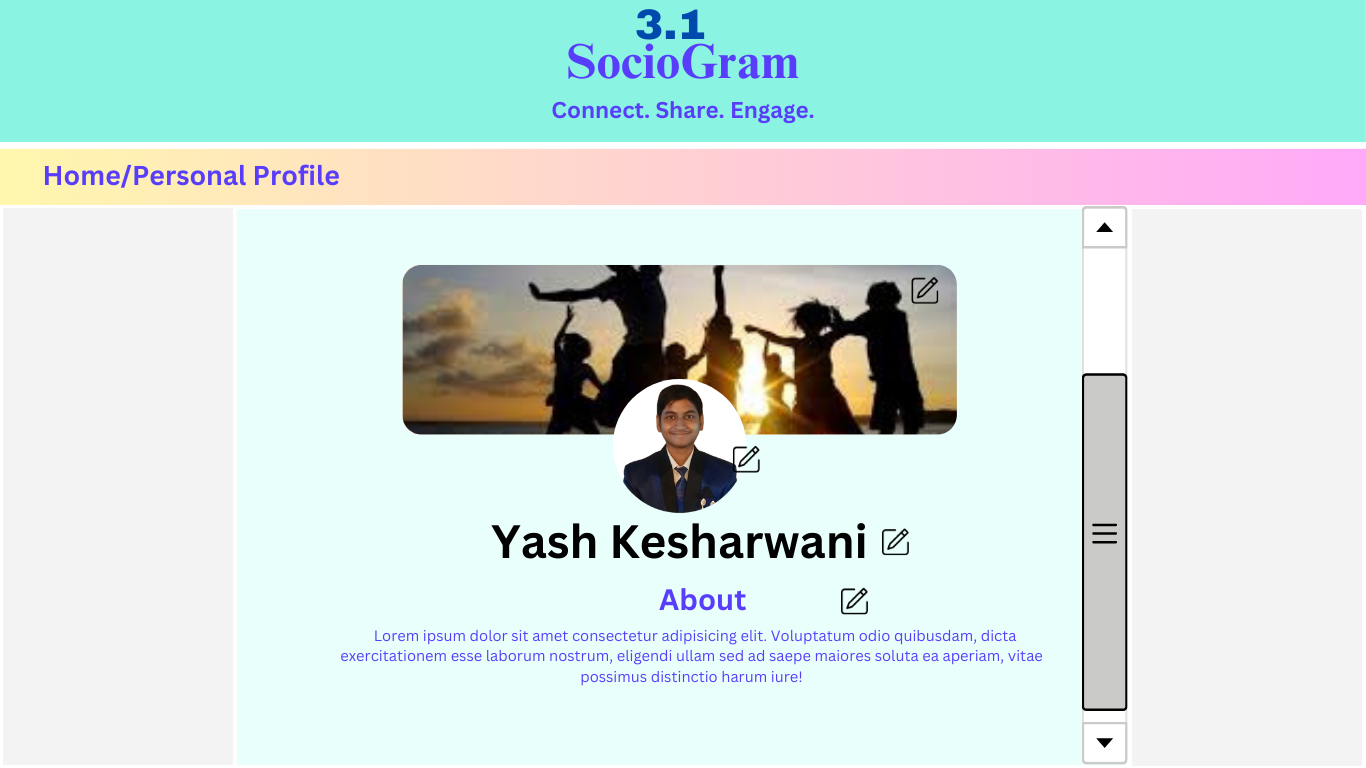 3.1
SocioGram
Connect. Share. Engage.
Home/Personal Profile
Yash Kesharwani
About
Lorem ipsum dolor sit amet consectetur adipisicing elit. Voluptatum odio quibusdam, dicta
exercitationem esse laborum nostrum, eligendi ullam sed ad saepe maiores soluta ea aperiam, vitae
possimus distinctio harum iure!